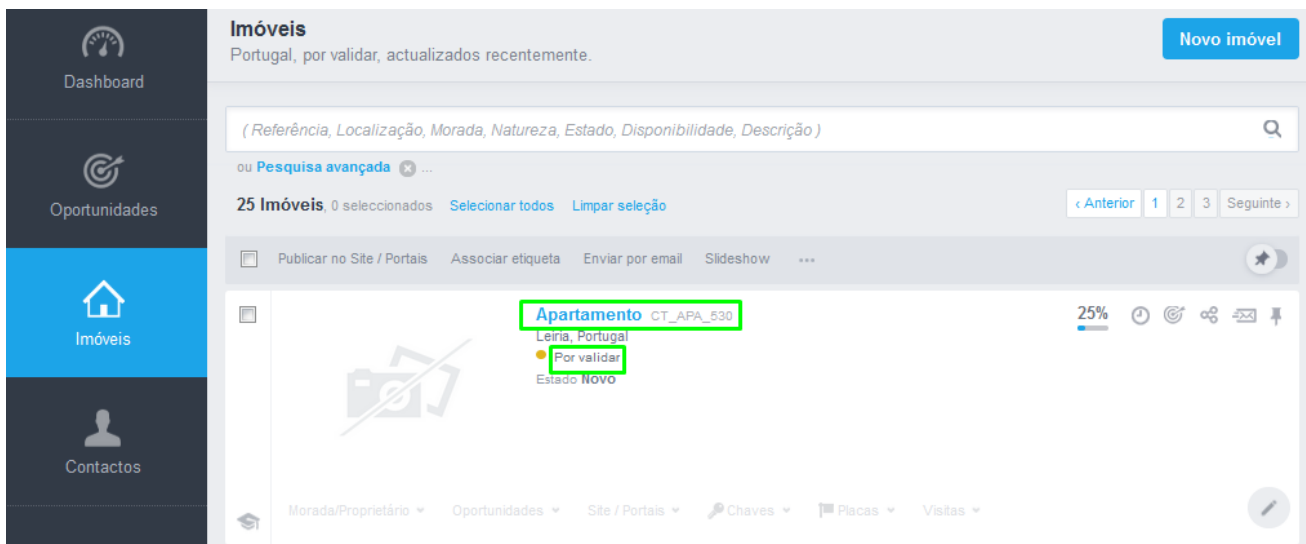 Dashboard
Oportunidades
Imóveis
Contactos
Imóveis
Portugal, por validar, actualizados recentemente.
Novo imóvel
( Referência, Localização, Morada, Natureza, Estado, Disponibilidade, Descrição )
ou Pesquisa avançada ...
25 Imóveis, 0 seleccionados Selecionar todos Limpar seleção
‹ Anterior 1 2 3 Seguinte ›
Publicar no Site / Portais Associar etiqueta Enviar por email Slideshow ...
Apartamento CT_APA_530
25%
Leiria, Portugal
Por validar
Estado Novo
Morada/Proprietário Oportunidades Site / Portais Chaves Placas Visitas